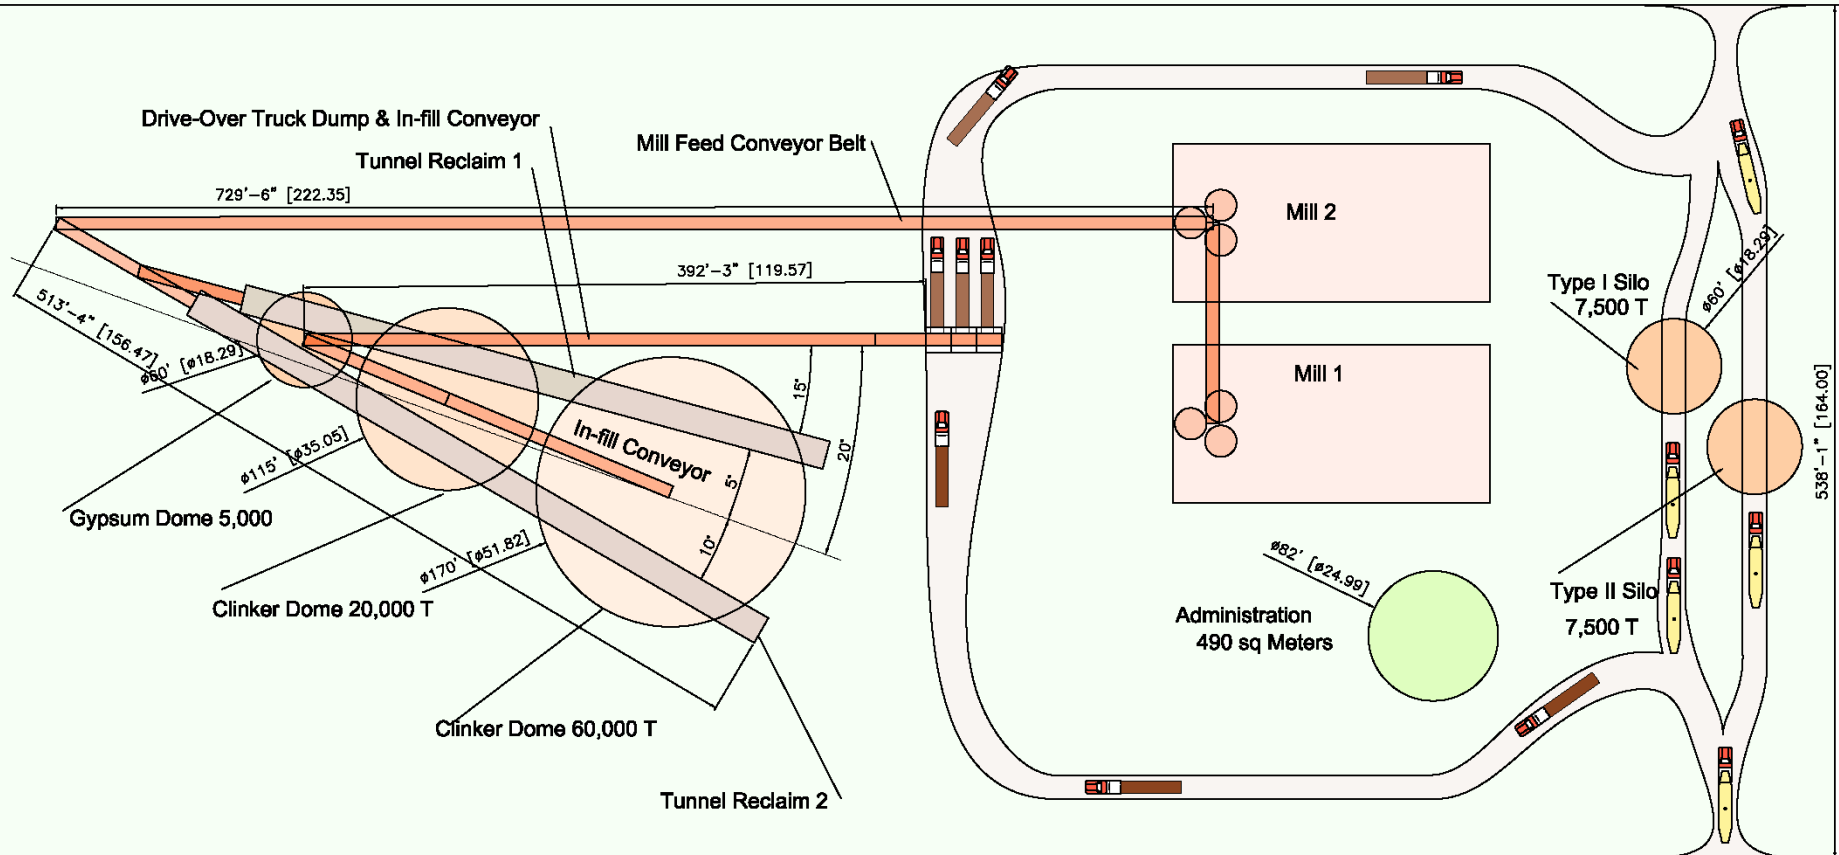 Drive-Over Truck Dump & In-fill Conveyor
Tunnel Reclaim 1
Mill Feed Conveyor Belt
729'-6" [222.35]
Mill 2
392'-3" [119.57]
Type I Silo
7,500 T
ø60' [ø18.29]
513'-4" [156.47]
ø60' [ø18.29]
Mill 1
15°
20°
538'-1" [164.00]
In-fill Conveyor
ø115' [ø35.05]
5°
10°
Gypsum Dome 5,000
ø170' [ø51.82]
ø82' [ø24.99]
Clinker Dome 20,000 T
Administration
490 sq Meters
Type II Silo
7,500 T
Clinker Dome 60,000 T
Tunnel Reclaim 2